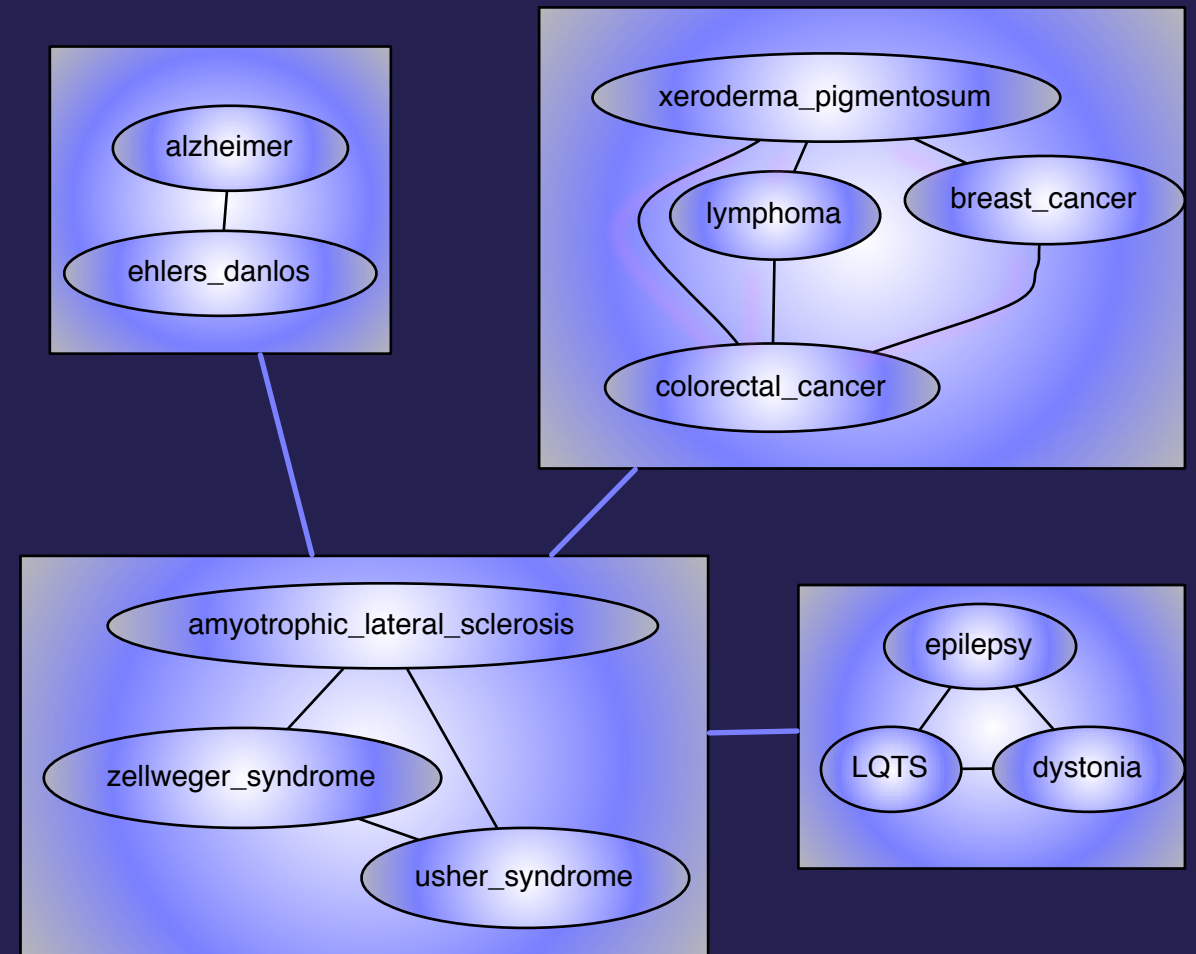 alzheimer
ehlers_danlos
xeroderma_pigmentosum
lymphoma
breast_cancer
colorectal_cancer
amyotrophic_lateral_sclerosis
zellweger_syndrome
usher_syndrome
epilepsy
LQTS
dystonia